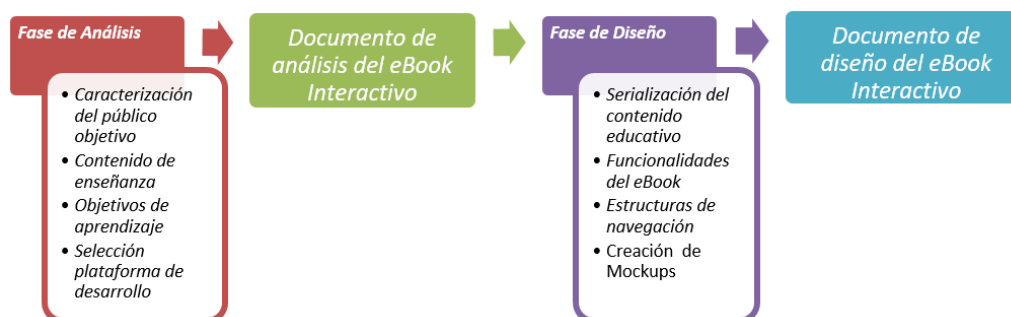 Fase de Análisis
• Caracterización
del público
objetivo
• Contenido de
enseñanza
• Objetivos de
aprendizaje
• Selección
plataforma de
desarrollo
Documento de
análisis del eBook
Interactivo
Fase de Diseño
• Serialización del
contenido
educativo
• Funcionalidades
del eBook
• Estructuras de
navegación
• Creación de
Mockups
Documento de
diseño del eBook
Interactivo